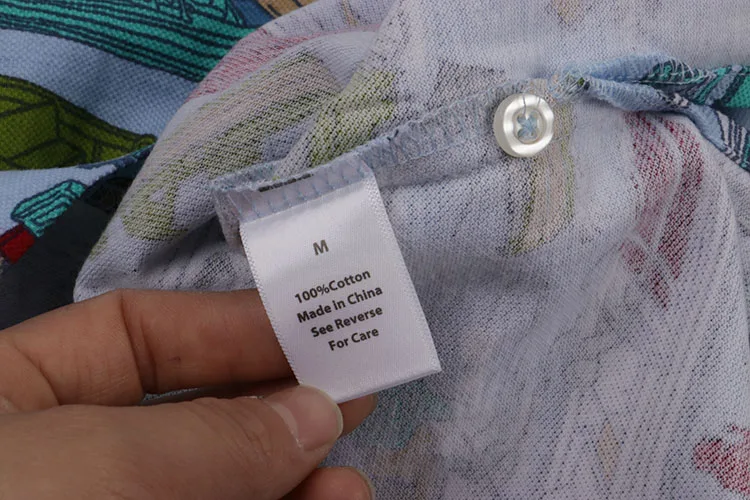 M
100%Cotton
Made in China
See Reverse
For Care